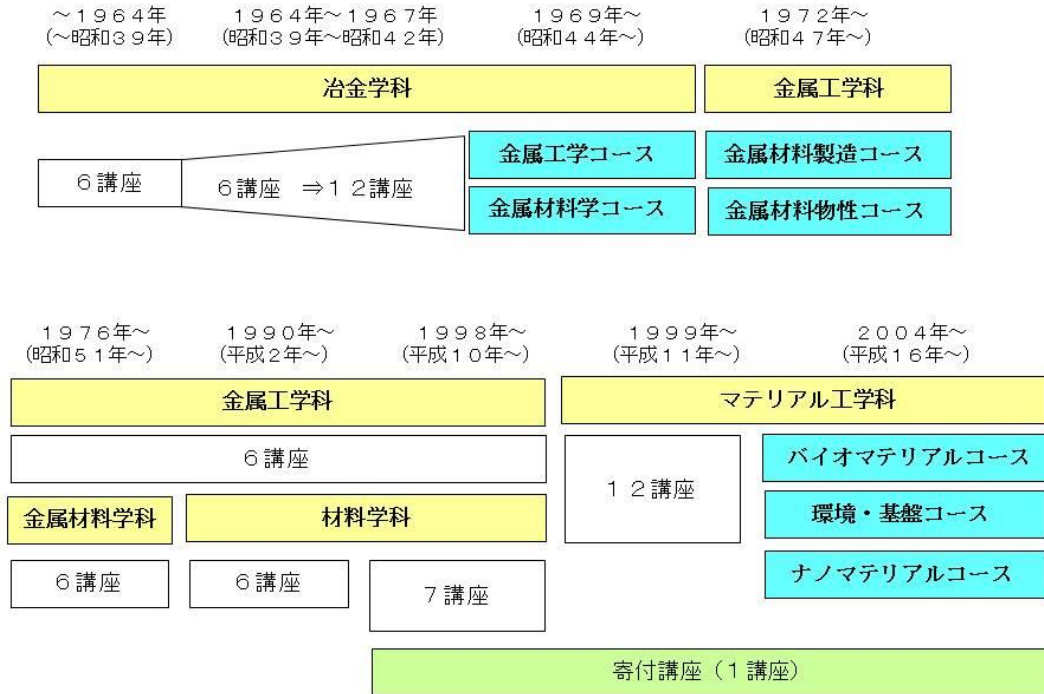 ～１９６４年 １９６４年～１９６７年 １９６９年～ １９７２年～
(～昭和３９年) (昭和３９年～昭和４２年) (昭和４４年～) (昭和４７年～)
冶金学科 金属工学科
金属工学コース 金属材料製造コース
６講座 ６講座 ⇒１２講座
金属材料学コース 金属材料物性コース
１９７６年～ １９９０年～ １９９８年～ １９９９年～ ２００４年～
(昭和５１年～) (平成２年～) (平成１０年～) (平成１１年～) (平成１６年～)
金属工学科 マテリアル工学科
６講座 バイオマテリアルコース
１２講座
金属材料学科 材料学科 環境・基盤コース
６講座 ６講座 ７講座 ナノマテリアルコース
寄付講座（１講座）